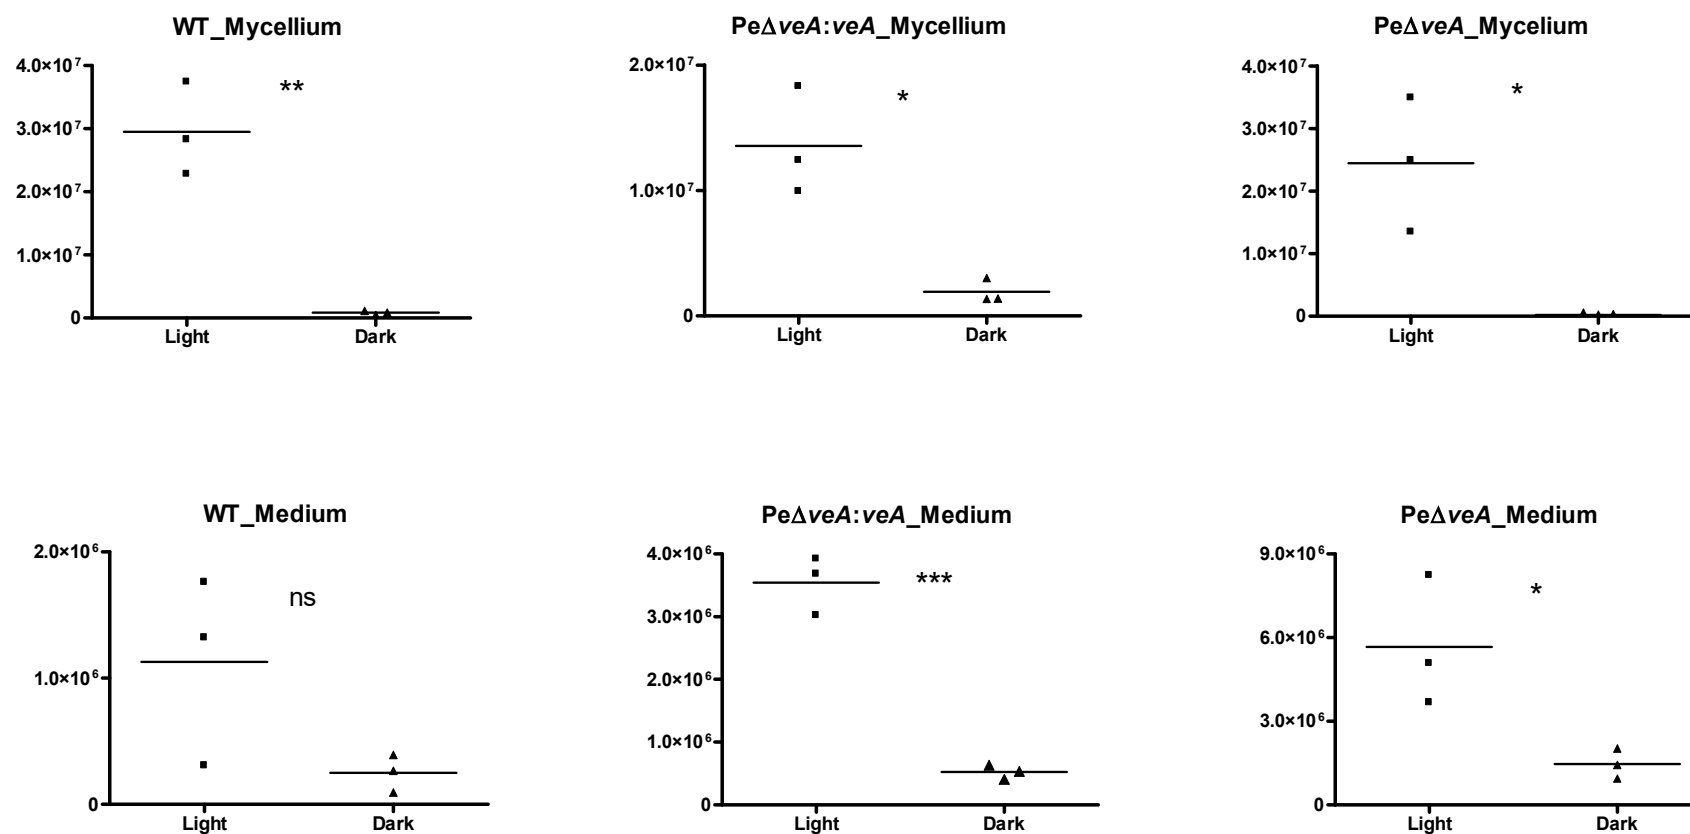 WT_Mycellium
4.0×10⁷
3.0×10⁷
2.0×10⁷
1.0×10⁷
0
**
Light Dark
PeΔveA:veA_Mycellium
2.0×10⁷
1.0×10⁷
0
*
Light Dark
PeΔveA_Mycelium
4.0×10⁷
3.0×10⁷
2.0×10⁷
1.0×10⁷
0
*
Light Dark
WT_Medium
2.0×10⁶
1.0×10⁶
0
ns
Light Dark
PeΔveA:veA_Medium
4.0×10⁶
3.0×10⁶
2.0×10⁶
1.0×10⁶
0
***
Light Dark
PeΔveA_Medium
9.0×10⁶
6.0×10⁶
3.0×10⁶
0
*
Light Dark